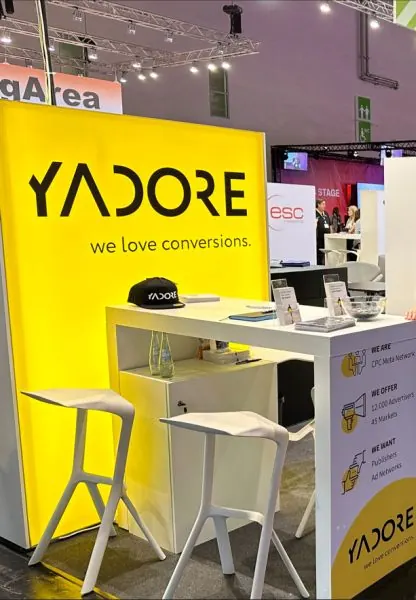 gArea
YADORE
we love conversions.
STAGE
esc
YADORE
WE ARE
CPC Meta Network
WE OFFER
12.000 Advertisers
45 Markets
WE WANT
Publishers
Ad Networks
YADORE
we love conversions.